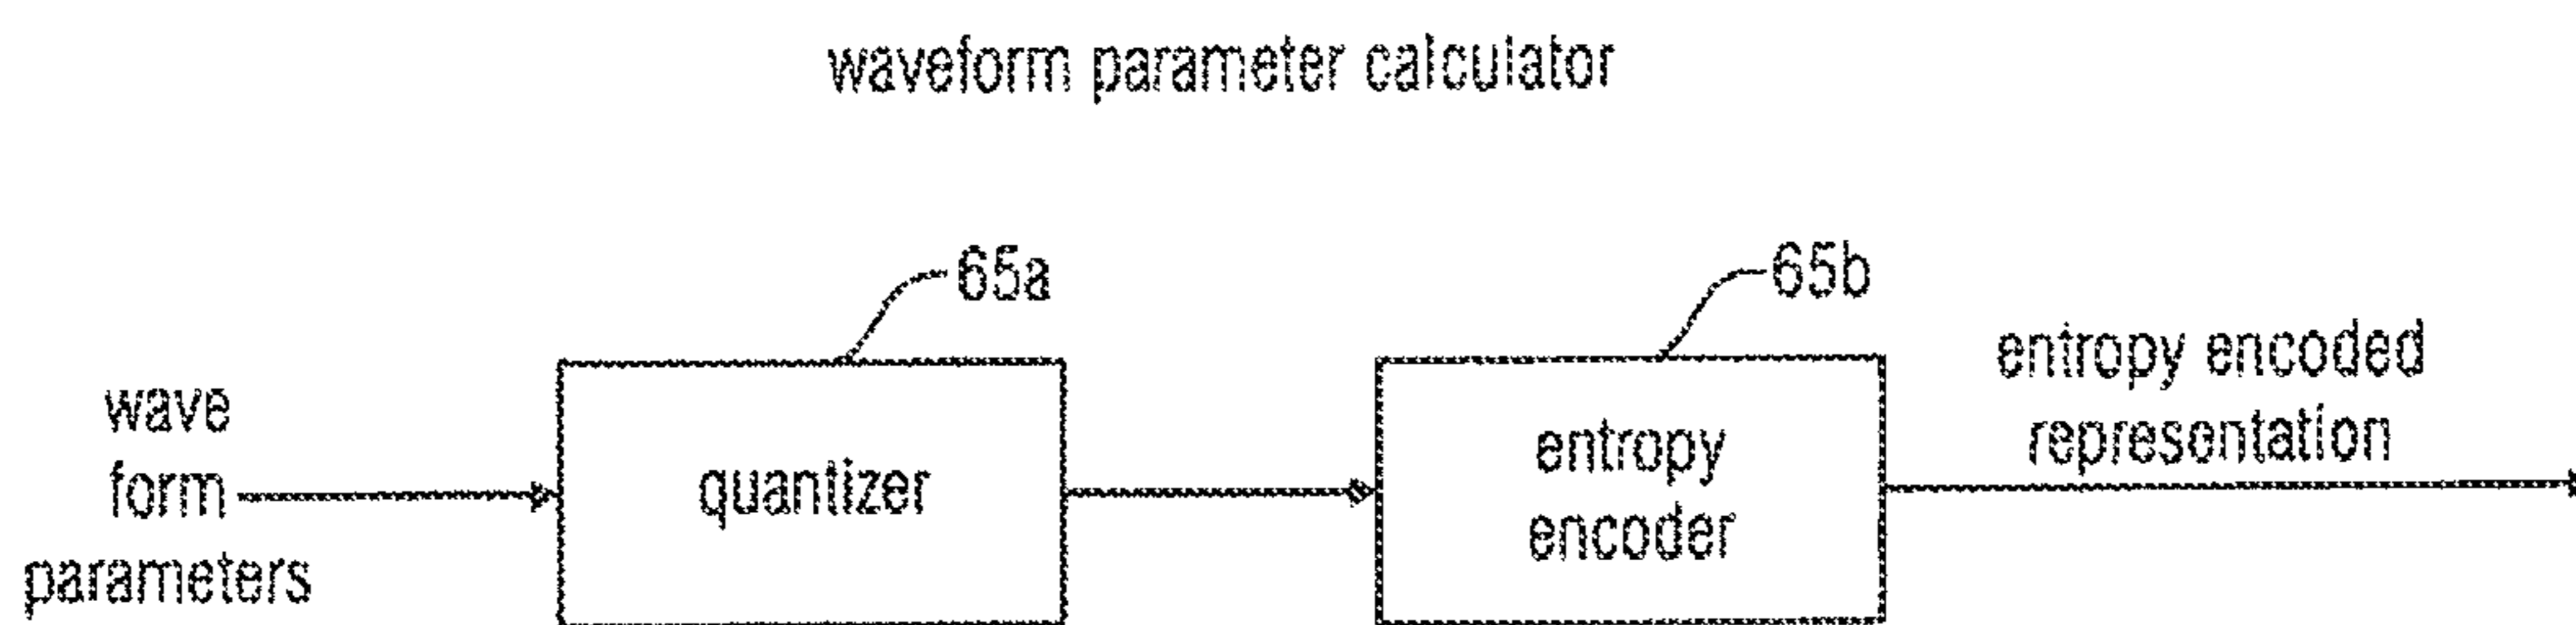 waveform parameter calculator
65a
65b
wave
form
parameters
quantizer
entropy
encoder
entropy encoded
representation